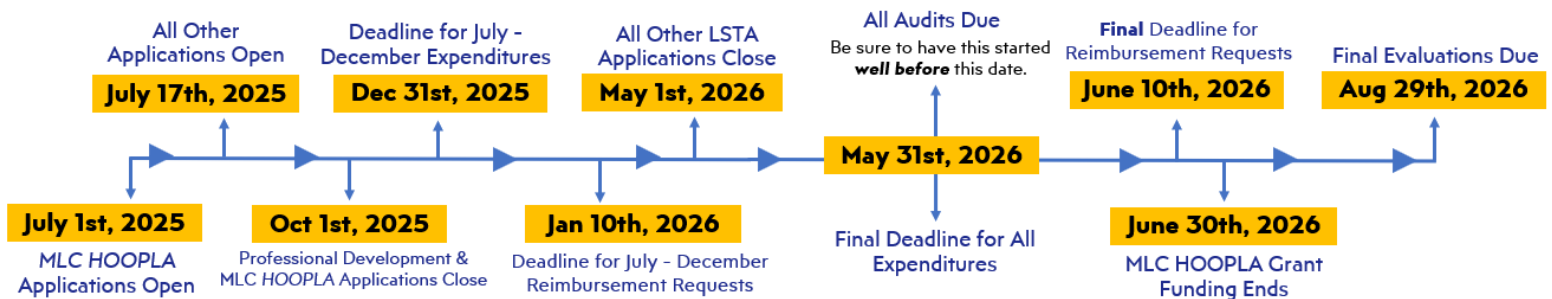 All Other
Applications Open
July 17th, 2025
Deadline for July -
December Expenditures
Dec 31st, 2025
All Other LSTA
Applications Close
May 1st, 2026
All Audits Due
Be sure to have this started
well before this date.
May 31st, 2026
Final Deadline for All
Expenditures
Final Deadline for
Reimbursement Requests
June 10th, 2026
Final Evaluations Due
Aug 29th, 2026
July 1st, 2025
MLC HOOPLA
Applications Open
Oct 1st, 2025
Professional Development &
MLC HOOPLA Applications Close
Jan 10th, 2026
Deadline for July - December
Reimbursement Requests
June 30th, 2026
MLC HOOPLA Grant
Funding Ends